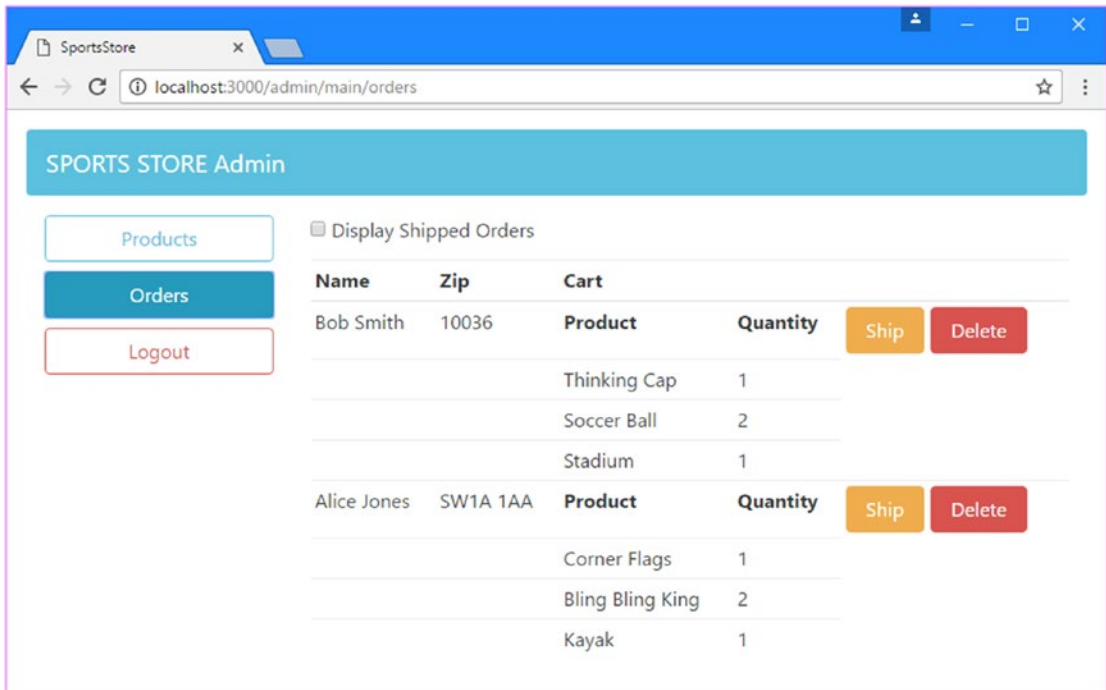 SportsStore
localhost:3000/admin/main/orders
SPORTS STORE Admin
Products
Orders
Logout
Display Shipped Orders
Name Zip Cart
Bob Smith 10036 Product Quantity Ship Delete
Thinking Cap 1
Soccer Ball 2
Stadium 1
Alice Jones SW1A 1AA Product Quantity Ship Delete
Corner Flags 1
Bling Bling King 2
Kayak 1